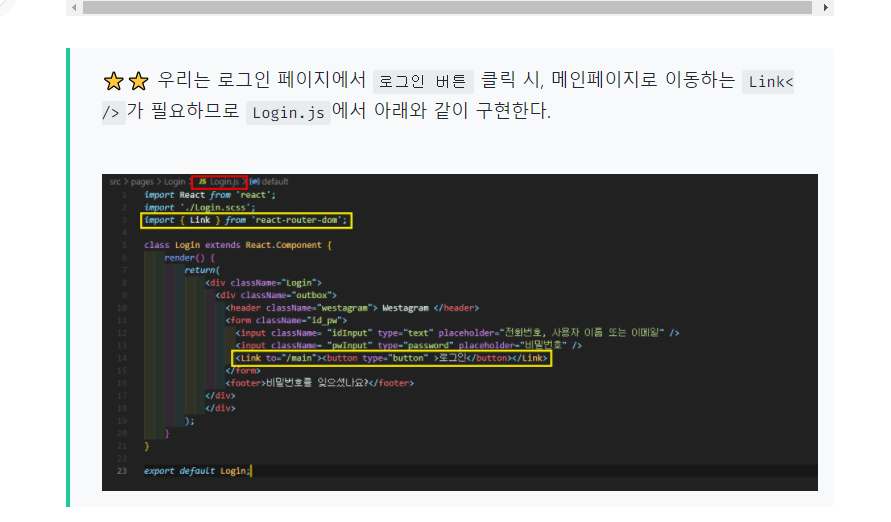 ⭐⭐ 우리는 로그인 페이지에서 로그인 버튼 클릭 시, 메인페이지로 이동하는 Link<
/>가 필요하므로 Login.js에서 아래와 같이 구현한다.
src > pages > Login > JS Login.js > default
1 import React from 'react';
2 import './Login.scss';
3 import { Link } from 'react-router-dom';
4
5 class Login extends React.Component {
6 render() {
7 return(
8 <div className="Login">
9 <div className="outbox">
10 <header className="westagram"> Westagram </header>
11 <form className="id_pw">
12 <input className= "idInput" type="text" placeholder="전화번호, 사용자 이름 또는 이메일" />
13 <input className= "pwInput" type="password" placeholder="비밀번호" />
14 <Link to="/main"><button type="button" >로그인</button></Link>
15 </form>
16 <footer>비밀번호를 잊으셨나요?</footer>
17 </div>
18 </div>
19 );
20 }
21 }
22
23 export default Login;